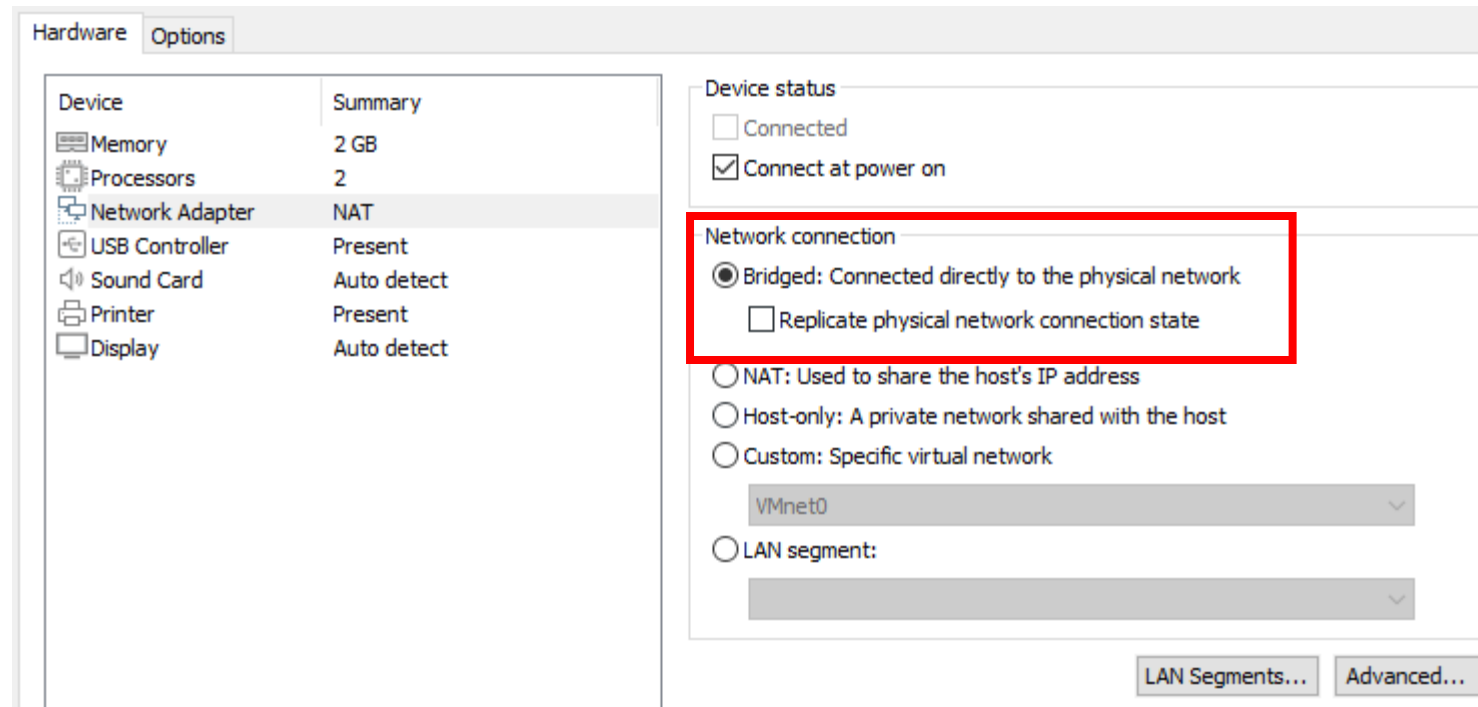 Hardware Options
Device Summary
Memory 2 GB
Processors 2
Network Adapter NAT
USB Controller Present
Sound Card Auto detect
Printer Present
Display Auto detect
Device status
Connected
Connect at power on
Network connection
Bridged: Connected directly to the physical network
Replicate physical network connection state
NAT: Used to share the host's IP address
Host-only: A private network shared with the host
Custom: Specific virtual network
VMnet0
LAN segment:
LAN Segments... Advanced...